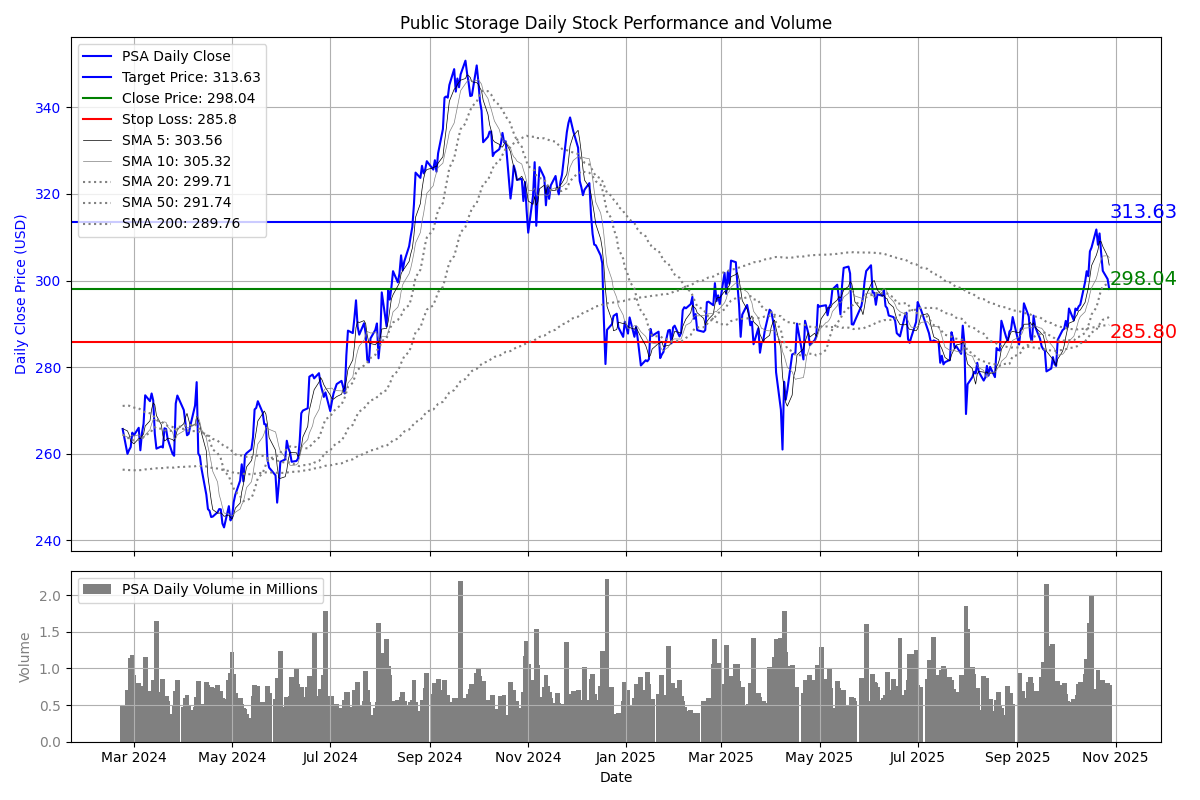 Public Storage Daily Stock Performance and Volume
PSA Daily Close
Target Price: 313.63
Close Price: 298.04
Stop Loss: 285.8
SMA 5: 303.56
SMA 10: 305.32
SMA 20: 299.71
SMA 50: 291.74
SMA 200: 289.76
Daily Close Price (USD)
340
320
300
280
260
240
313.63
298.04
285.80
PSA Daily Volume in Millions
Volume
2.0
1.5
1.0
0.5
0.0
Mar 2024 May 2024 Jul 2024 Sep 2024 Nov 2024 Jan 2025 Mar 2025 May 2025 Jul 2025 Sep 2025 Nov 2025
Date